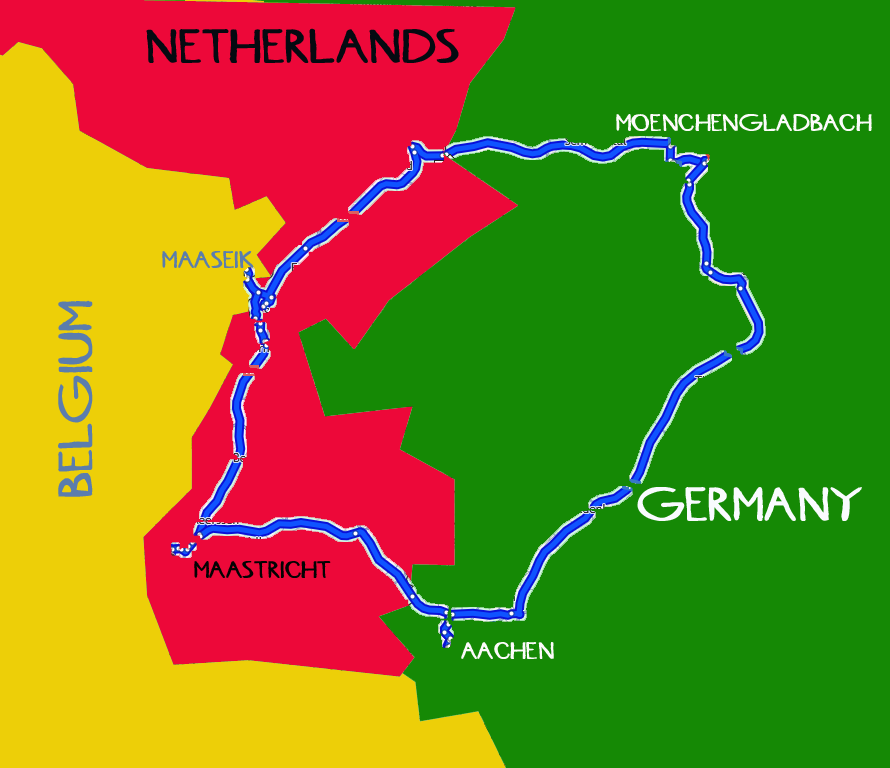 NETHERLANDS
MOENCHENGLADBACH
MAASEIK
BELGIUM
GERMANY
MAASTRICHT
AACHEN